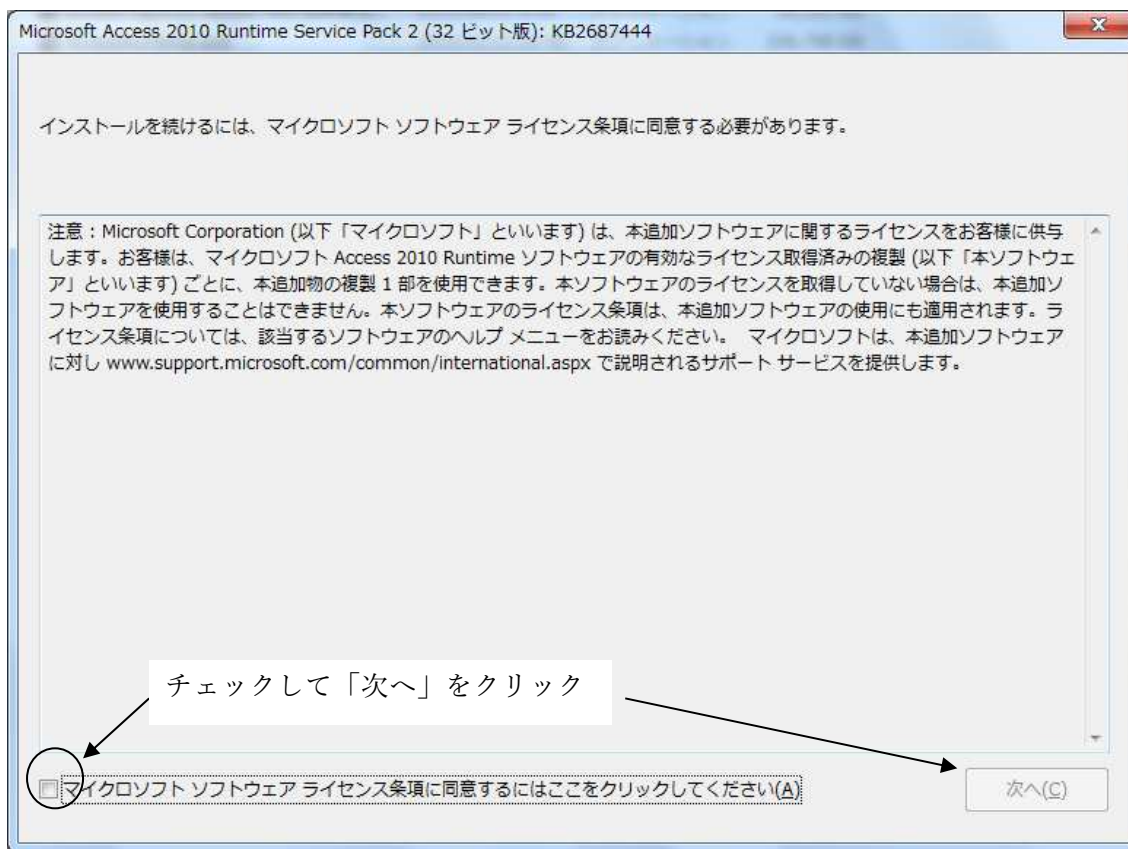 Microsoft Access 2010 Runtime Service Pack 2 (32 ビット版): KB2687444
インストールを続けるには、マイクロソフト ソフトウェア ライセンス条項に同意する必要があります。
注意 : Microsoft Corporation (以下「マイクロソフト」といいます) は、本追加ソフトウェアに関するライセンスをお客様に供与
します。お客様は、マイクロソフト Access 2010 Runtime ソフトウェアの有効なライセンス取得済みの複製 (以下「本ソフトウェ
ア」といいます) ごとに、本追加物の複製 1 部を使用できます。本ソフトウェアのライセンスを取得していない場合は、本追加ソ
フトウェアを使用することはできません。本ソフトウェアのライセンス条項は、本追加ソフトウェアの使用にも適用されます。ラ
イセンス条項については、該当するソフトウェアのヘルプ メニューをお読みください。 マイクロソフトは、本追加ソフトウェア
に対し www.support.microsoft.com/common/international.aspx で説明されるサポート サービスを提供します。
チェックして「次へ」をクリック
マイクロソフト ソフトウェア ライセンス条項に同意するにはここをクリックしてください(A)
次へ(C)